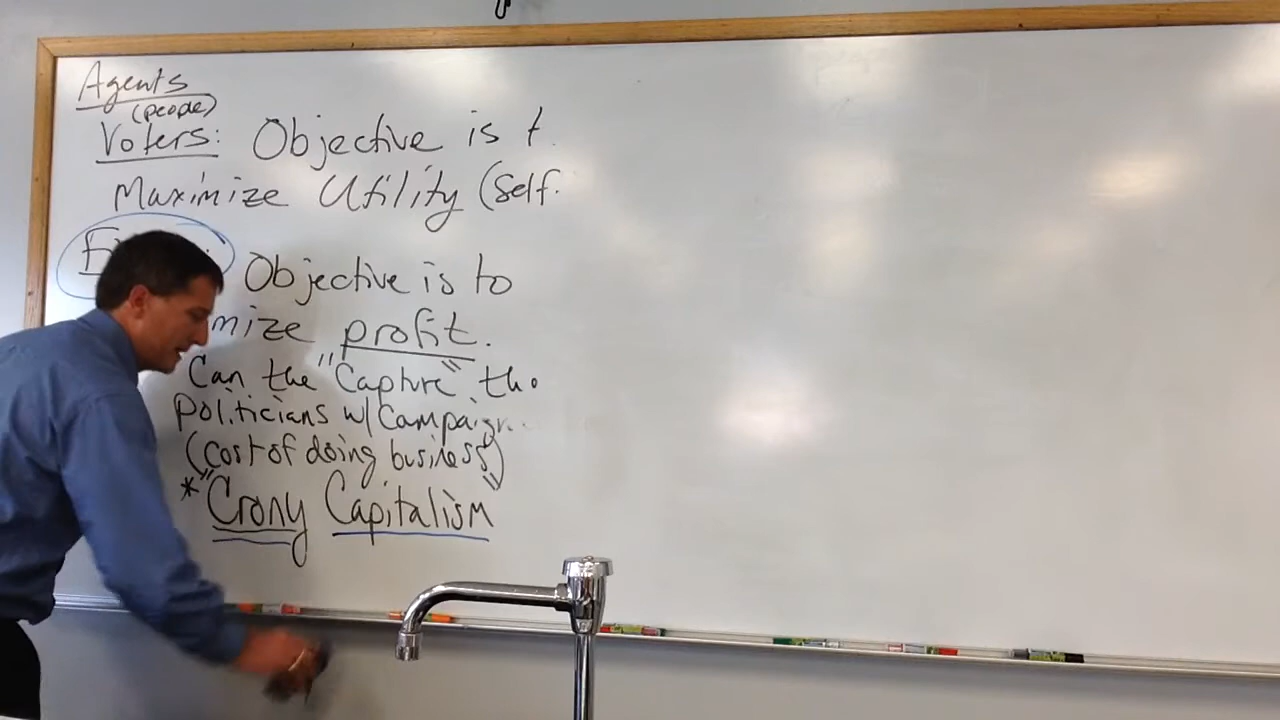 Agents
(people)
Voters: Objective is t
Maximize Utility (Self
Objective is to
mize profit.
Can the "Capture" the
Politicians w/ Campaign
(cost of doing business)
* "Crony Capitalism"